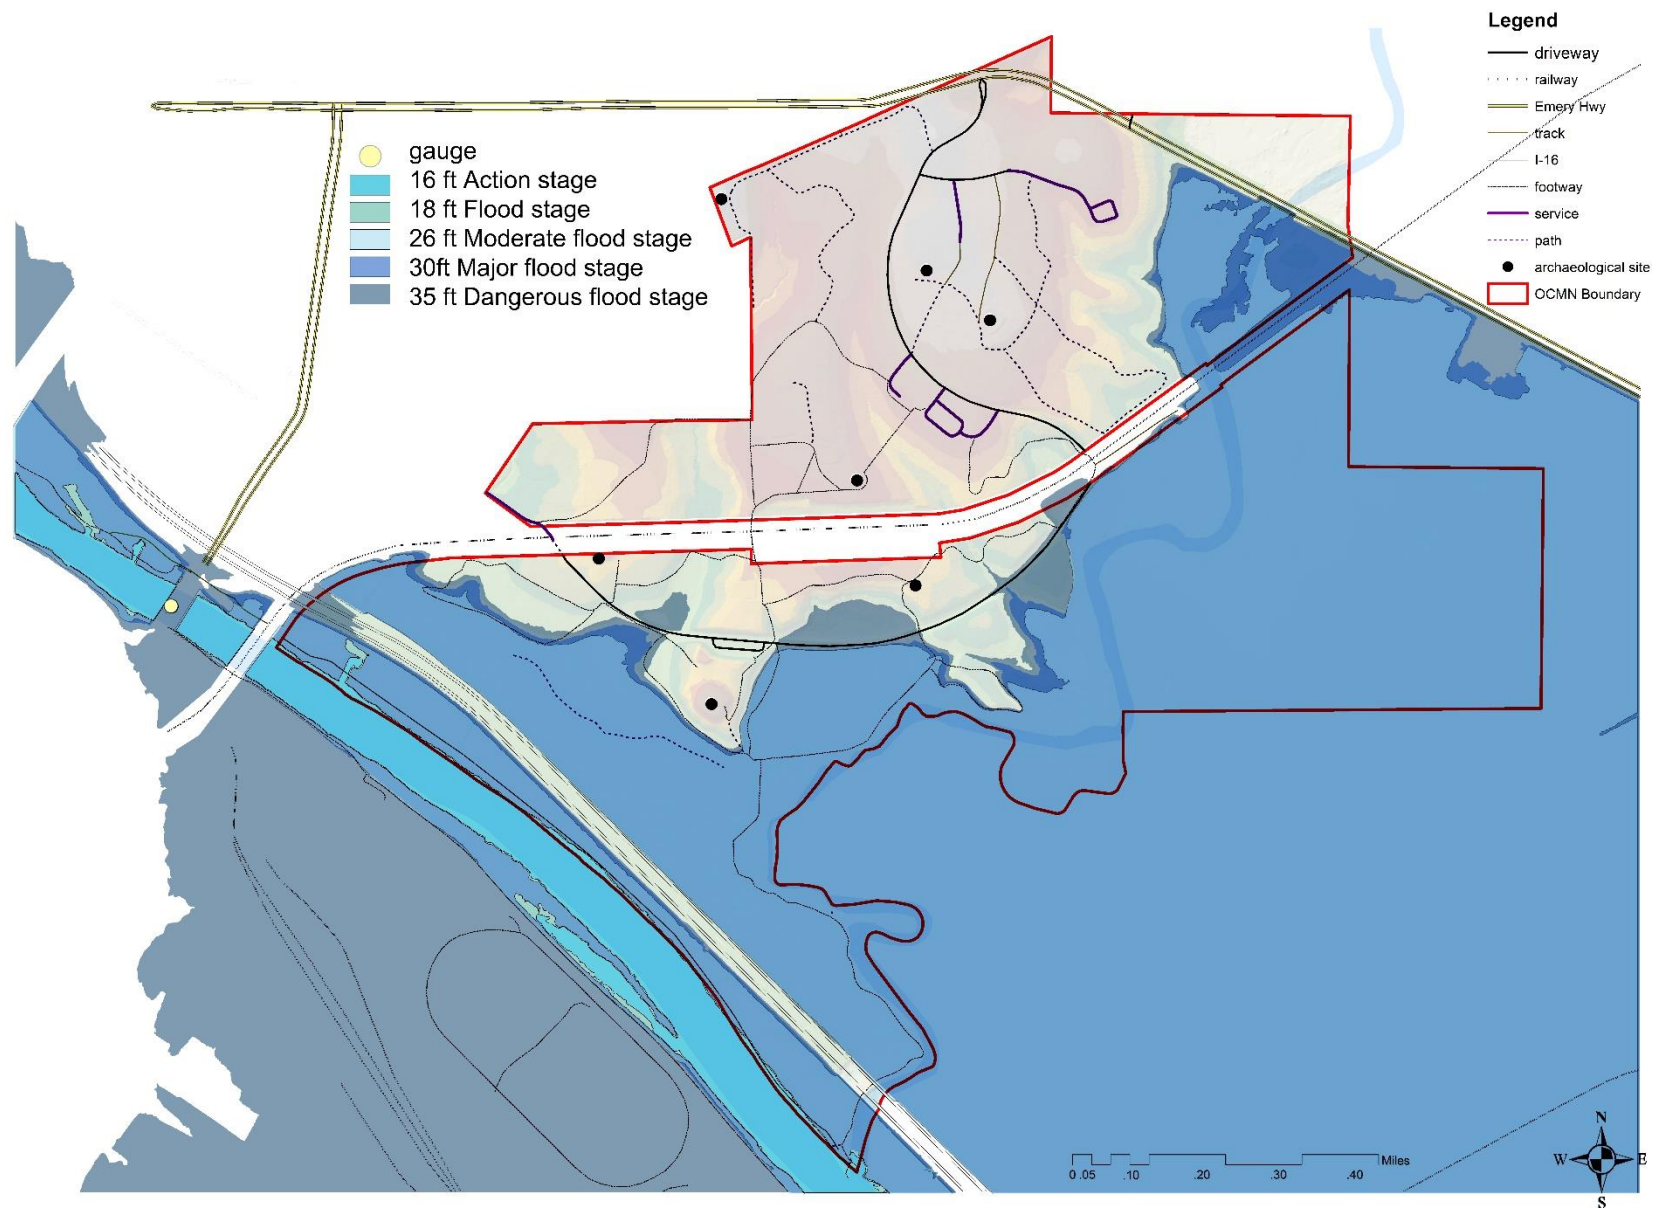 Legend
driveway
railway
Emery Hwy
track
I-16
footway
service
path
archaeological site
OCMN Boundary
gauge
16 ft Action stage
18 ft Flood stage
26 ft Moderate flood stage
30ft Major flood stage
35 ft Dangerous flood stage
N
W E
S
Miles
0 .05 .10 .20 .30 .40